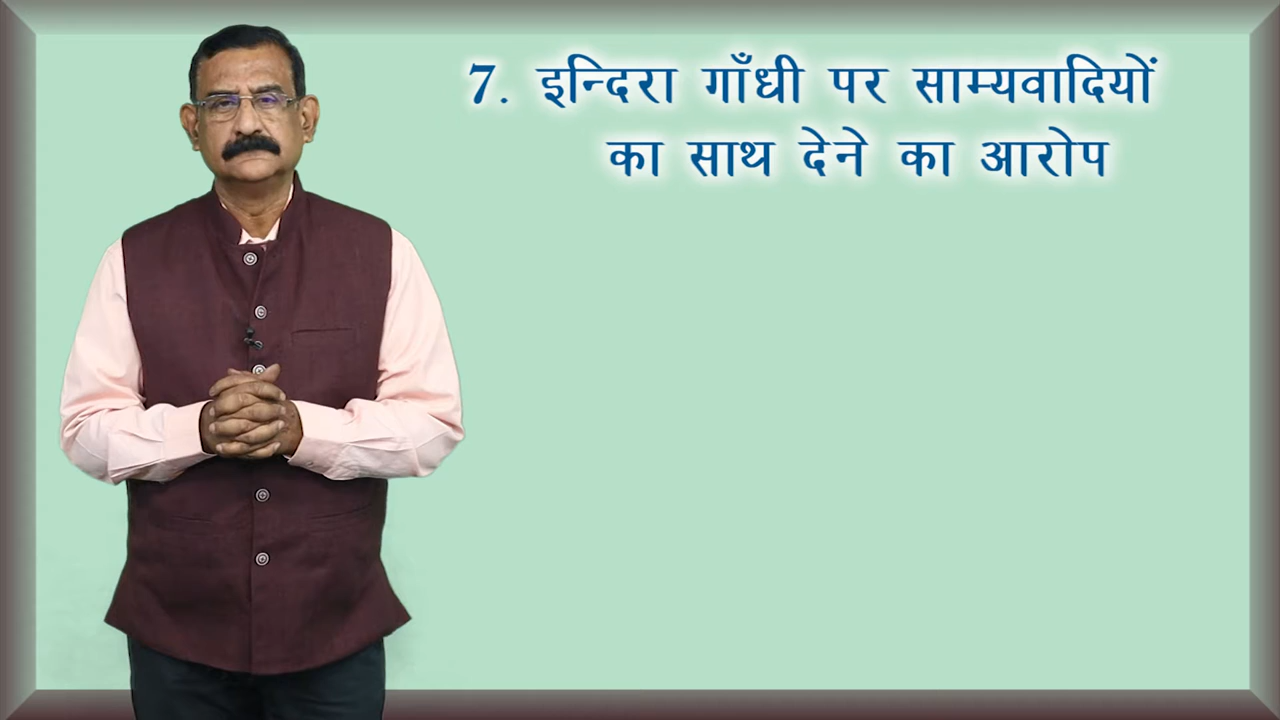 7. इन्दिरा गाँधी पर साम्यवादियों
का साथ देने का आरोप